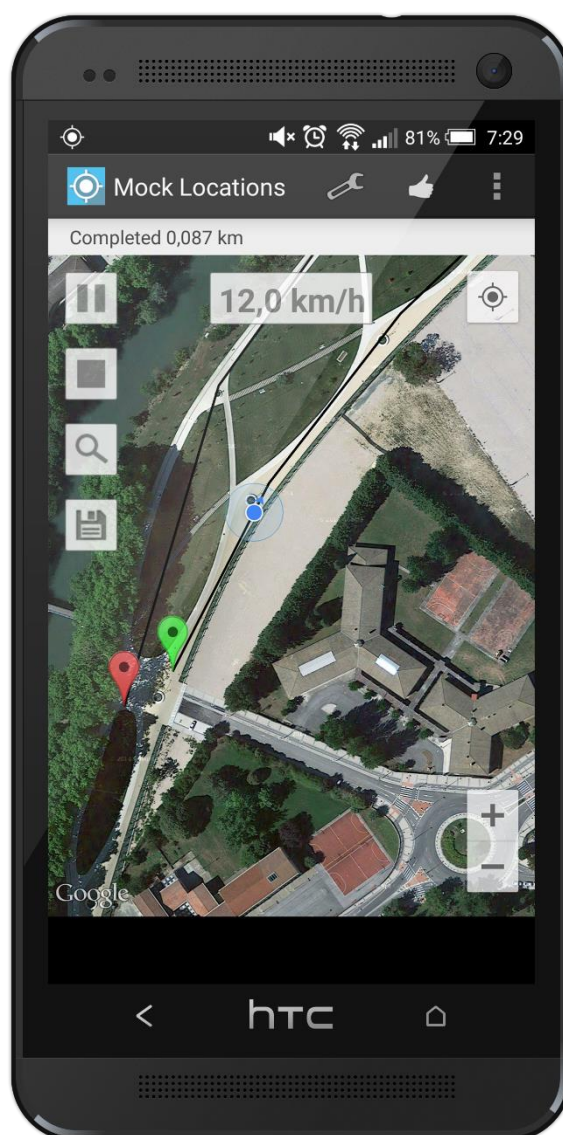 81% 7:29
Mock Locations
Completed 0,087 km
12,0 km/h
+
−
Google
hTC